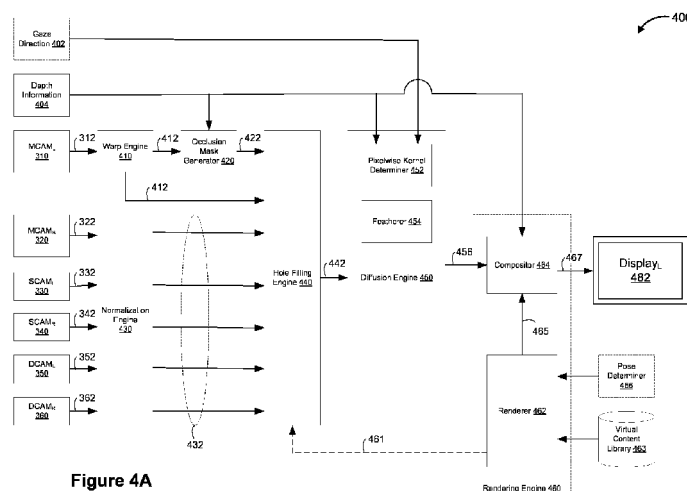 400
Gaze
Direction 402
Depth
Information 404
MCAM_L
310
312
Warp Engine
410
412
Occlusion
Mask
Generator
420
422
Pixelwise Kernel
Determiner
452
412
MCAM_R
320
322
Featherer 454
SCAM_L
330
332
Hole Filling
Engine 440
442
Diffusion Engine 450
456
Compositor 464
467
Display_L
482
SCAM_R
340
342
Normalization
Engine
430
465
DCAM_L
350
352
Pose
Determiner
466
DCAM_R
360
362
Renderer
462
Virtual
Content
Library 463
432
461
Rendering Engine 460
Figure 4A